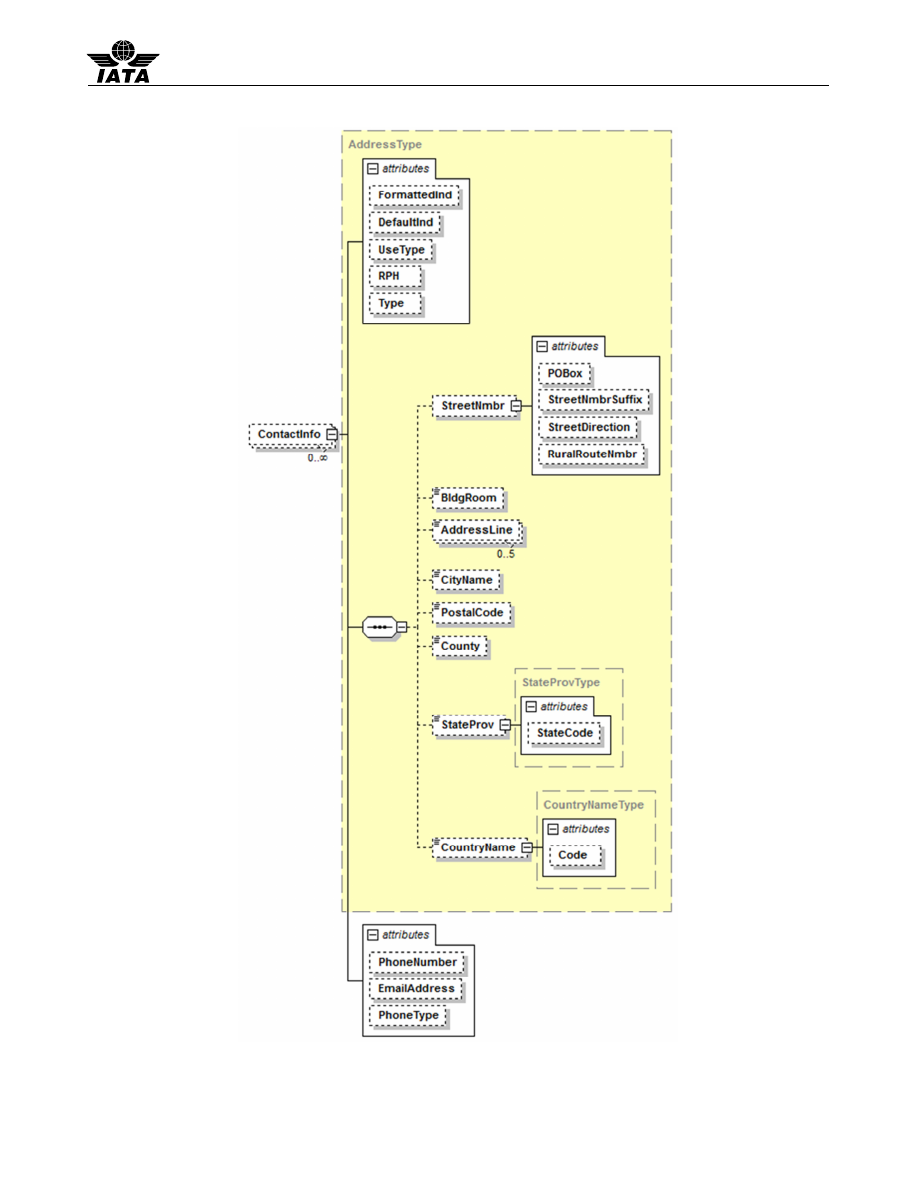 IATA
AddressType
attributes
FormattedInd
DefaultInd
UseType
RPH
Type
attributes
POBox
StreetNmbr
StreetNmbrSuffix
StreetDirection
ContactInfo
0..∞
RuralRouteNmbr
BldgRoom
AddressLine
0..5
CityName
PostalCode
County
StateProvType
attributes
StateProv
StateCode
CountryNameType
attributes
CountryName
Code
attributes
PhoneNumber
EmailAddress
PhoneType